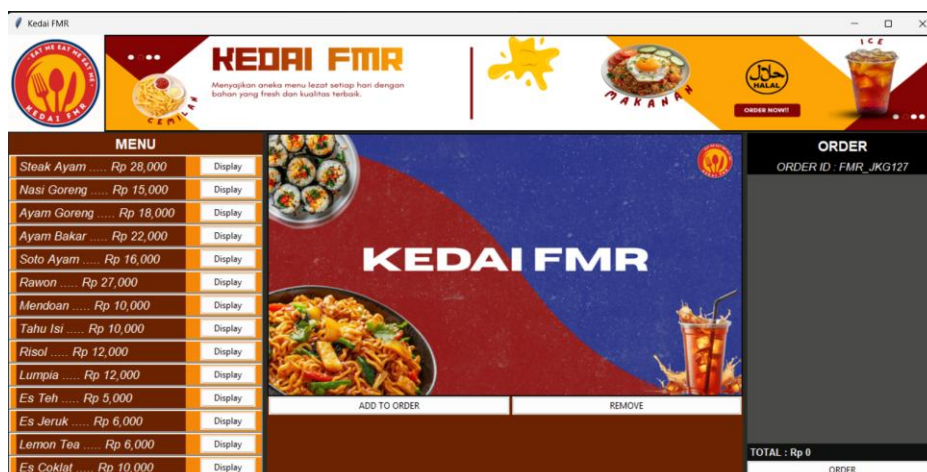 Kedai FMR
EAT ME EAT ME EAT ME
KEDAI FMR
CEMILAN
KEDAI FMR
Menyajikan aneka menu lezat setiap hari dengan
bahan yang fresh dan kualitas terbaik.
MAKANAN
حلال
HALAL
ORDER NOW!!
ICE
MENU
Steak Ayam ..... Rp 28,000 Display
Nasi Goreng ..... Rp 15,000 Display
Ayam Goreng ..... Rp 18,000 Display
Ayam Bakar ..... Rp 22,000 Display
Soto Ayam ..... Rp 16,000 Display
Rawon ..... Rp 27,000 Display
Mendoan ..... Rp 10,000 Display
Tahu Isi ..... Rp 10,000 Display
Risol ..... Rp 12,000 Display
Lumpia ..... Rp 12,000 Display
Es Teh ..... Rp 5,000 Display
Es Jeruk ..... Rp 6,000 Display
Lemon Tea ..... Rp 6,000 Display
Es Coklat ..... Rp 10,000 Display
KEDAI FMR
ADD TO ORDER
REMOVE
ORDER
ORDER ID : FMR_JKG127
TOTAL : Rp 0
ORDER